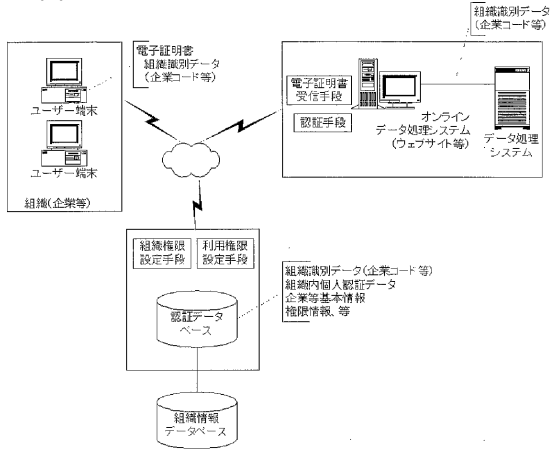 組織識別データ
(企業コード等)
電子証明書
組織識別データ
(企業コード等)
ユーザー端末
ユーザー端末
組織(企業等)
電子証明書
受信手段
認証手段
オンライン
データ処理システム
(ウェブサイト等)
データ処理
システム
組織権限
設定手段
利用権限
設定手段
認証データ
ベース
組織識別データ(企業コード等)
組織内個人認証データ
企業等基本情報
権限情報、等
組織情報
データベース